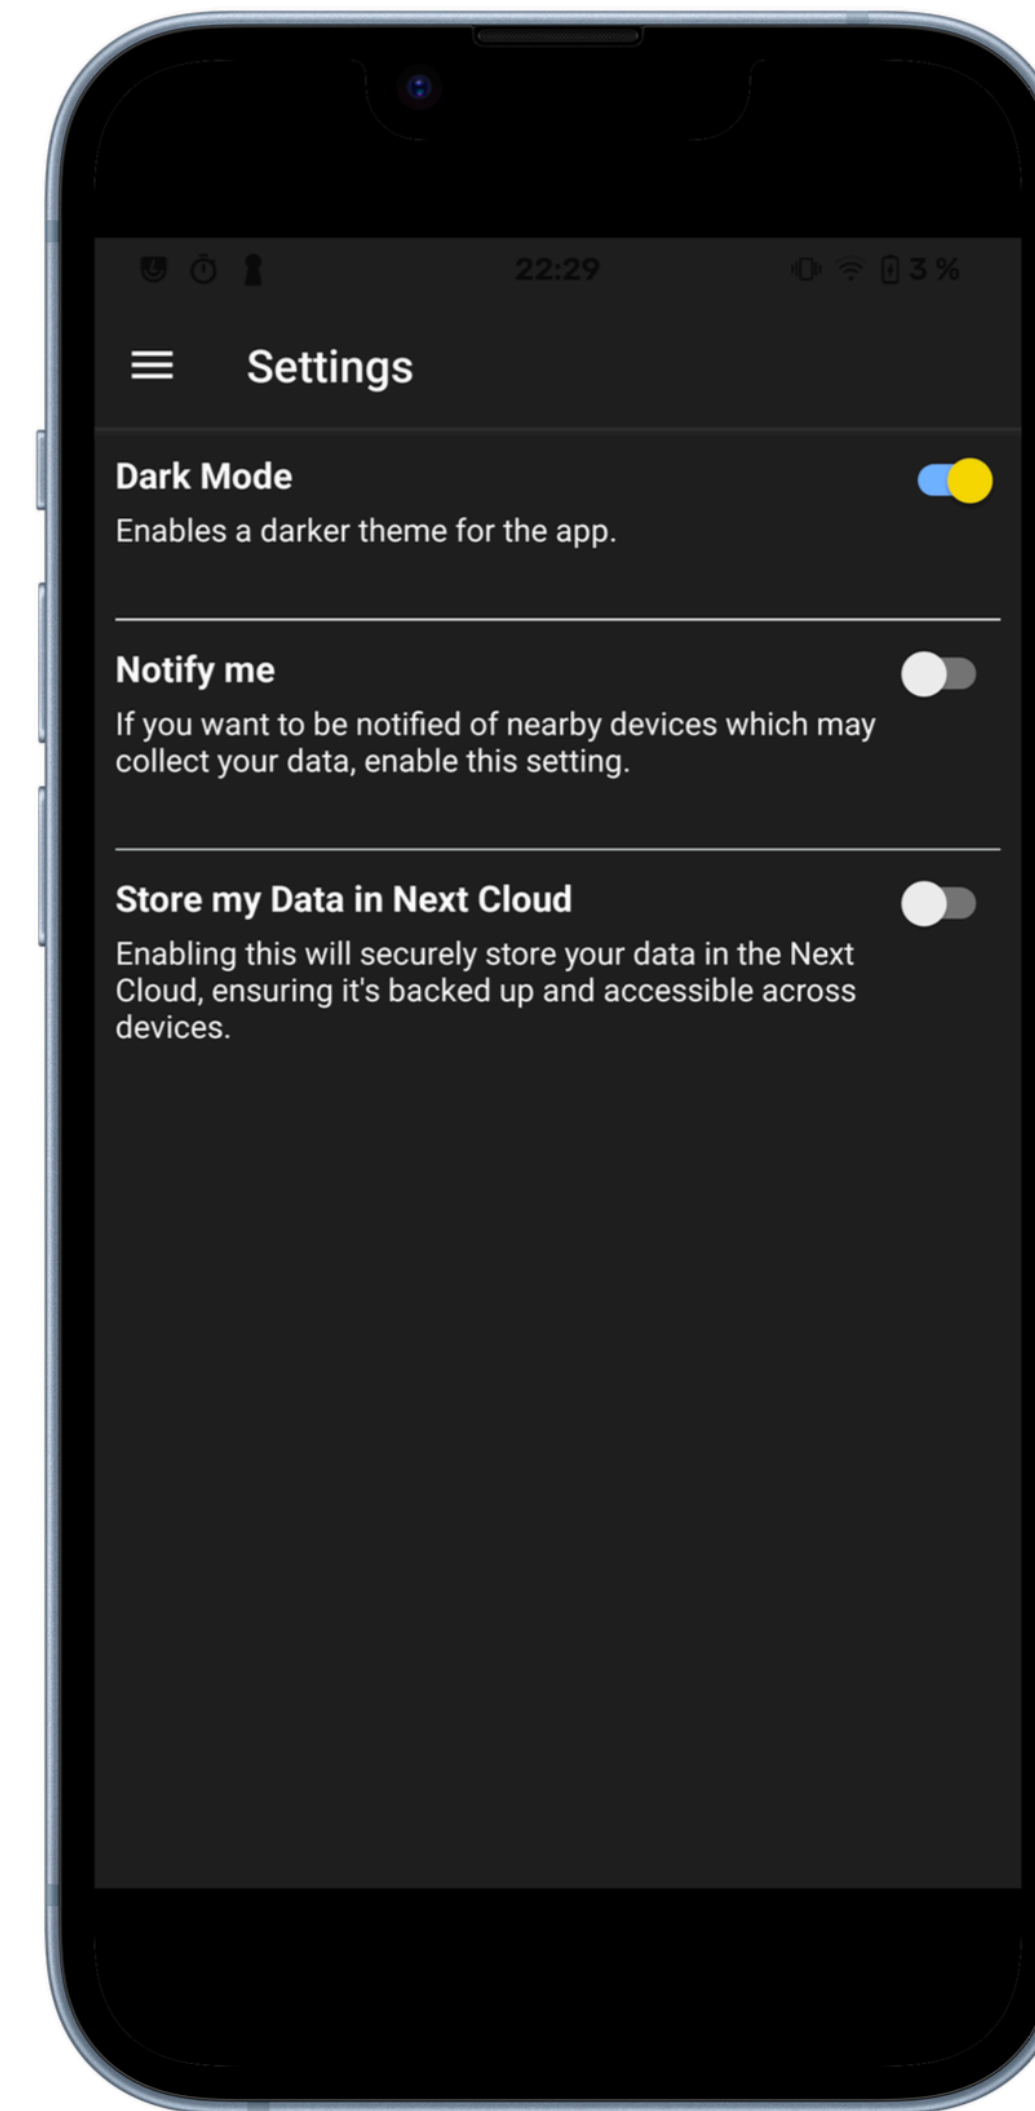 22:29 3 %
Settings
Dark Mode
Enables a darker theme for the app.
Notify me
If you want to be notified of nearby devices which may
collect your data, enable this setting.
Store my Data in Next Cloud
Enabling this will securely store your data in the Next
Cloud, ensuring it's backed up and accessible across
devices.